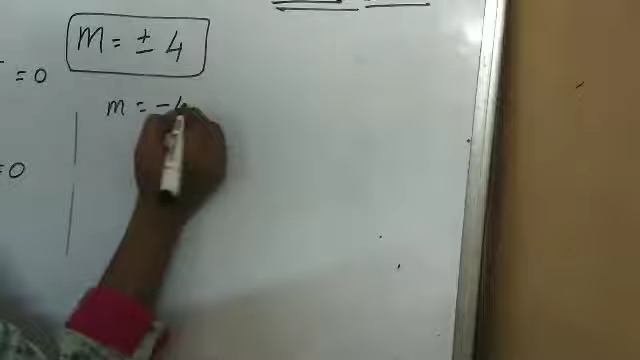 m = ± 4
= 0
m = - 4
= 0